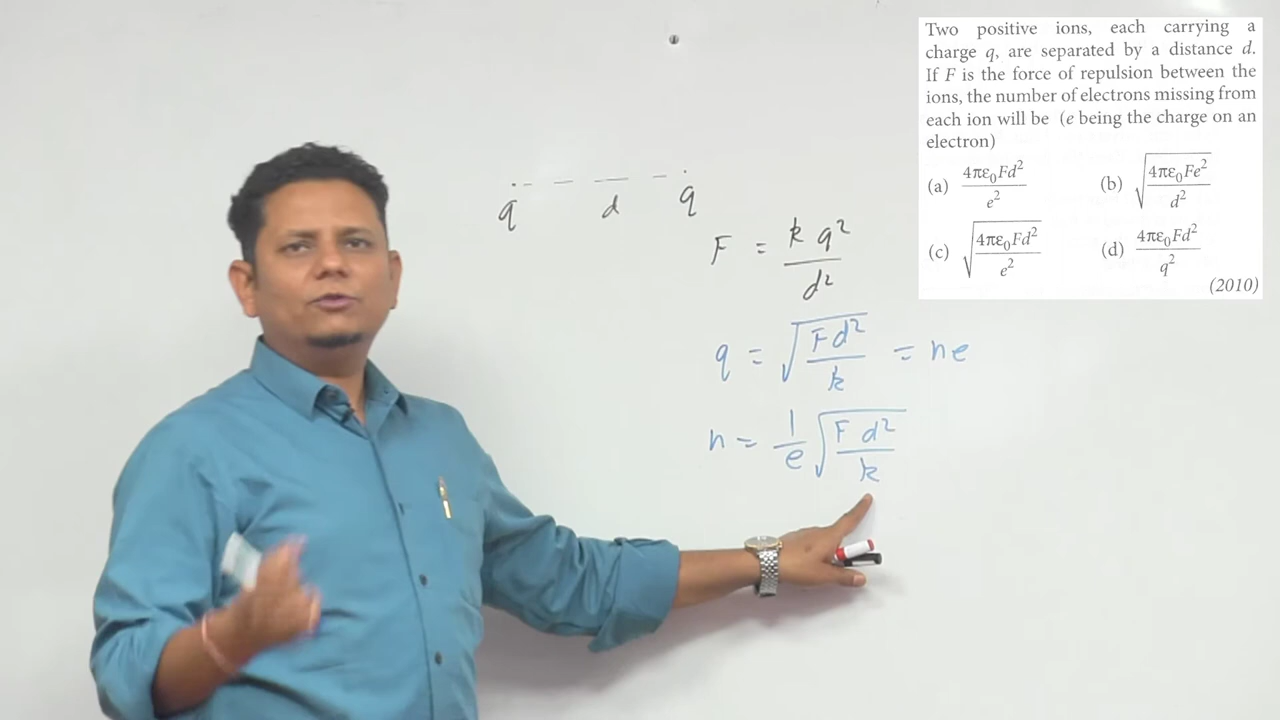 Two positive ions, each carrying a
charge q, are separated by a distance d.
If F is the force of repulsion between the
ions, the number of electrons missing from
each ion will be (e being the charge on an
electron)
(a) 4πε₀Fd²/e² (b) √(4πε₀Fe²/d²)
(c) √(4πε₀Fd²/e²) (d) 4πε₀Fd²/q²
(2010)
q d q
F = kq²/d²
q = √(Fd²/k) = ne
n = 1/e √(Fd²/k)